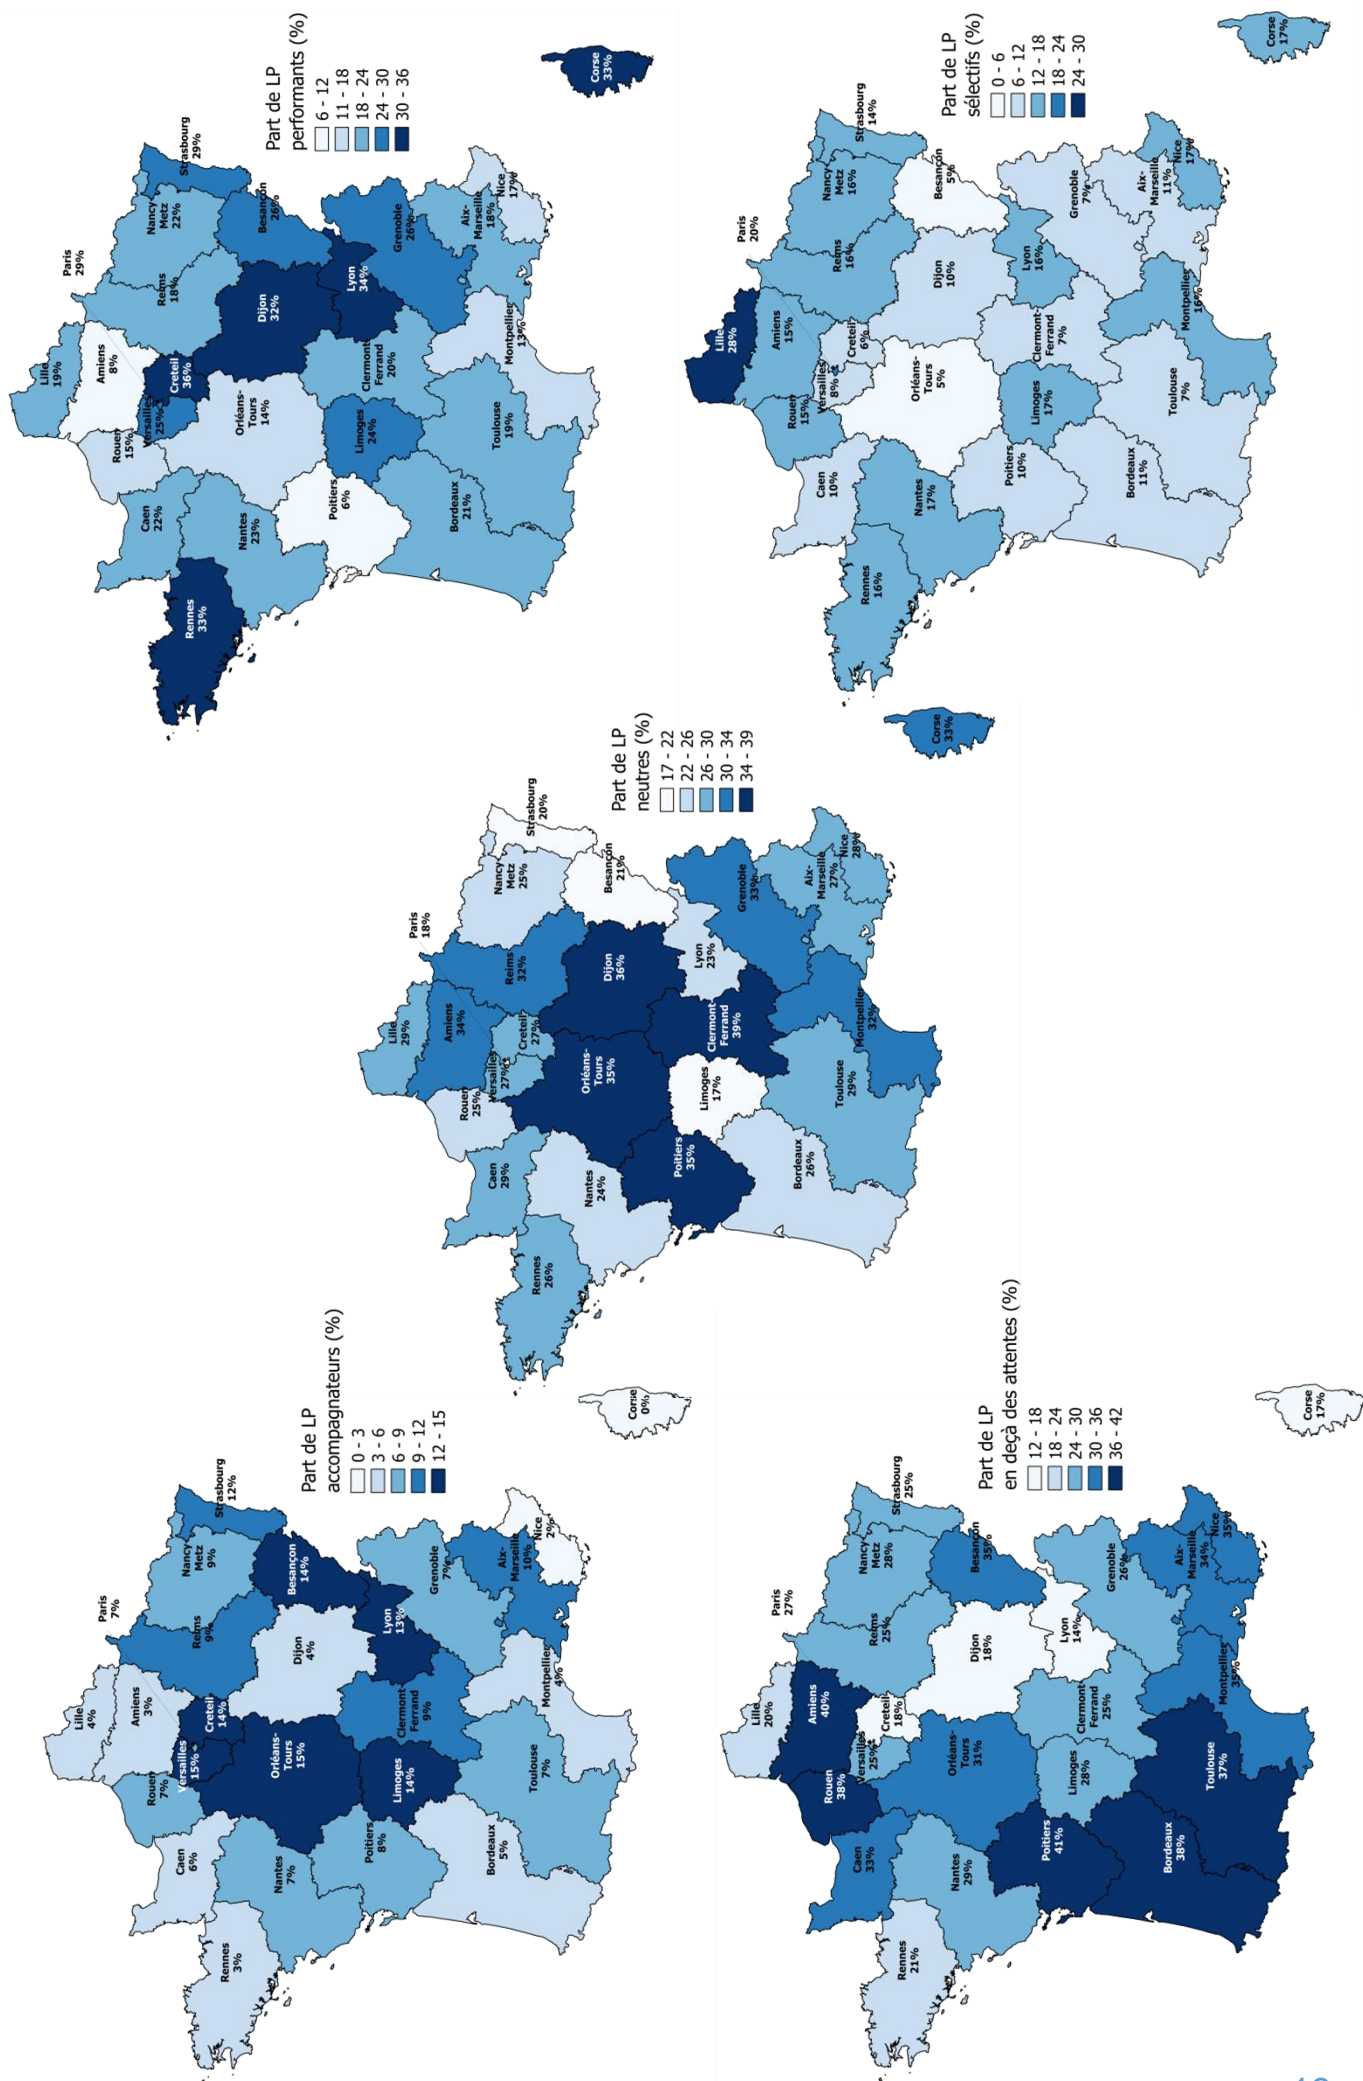 Part de LP
accompagnateurs (%)
0 - 3
3 - 6
6 - 9
9 - 12
12 - 15
Lille
4%
Amiens
3%
Rouen
7%
Paris
7%
Caen
6%
Versailles
15%
Creteil
14%
Reims
9%
Nancy
Metz
9%
Strasbourg
12%
Rennes
3%
Nantes
7%
Orléans-
Tours
15%
Dijon
4%
Besançon
14%
Poitiers
8%
Limoges
14%
Clermont-
Ferrand
9%
Lyon
13%
Grenoble
7%
Bordeaux
5%
Toulouse
7%
Montpellier
4%
Aix-
Marseille
10%
Nice
2%
Corse
0%
Part de LP
performants (%)
6 - 12
11 - 18
18 - 24
24 - 30
30 - 36
Lille
19%
Amiens
8%
Rouen
15%
Paris
29%
Caen
22%
Versailles
25%
Creteil
36%
Reims
18%
Nancy
Metz
22%
Strasbourg
29%
Rennes
33%
Nantes
23%
Orléans-
Tours
14%
Dijon
32%
Besançon
26%
Poitiers
6%
Limoges
24%
Clermont-
Ferrand
20%
Lyon
34%
Grenoble
26%
Bordeaux
21%
Toulouse
19%
Montpellier
13%
Aix-
Marseille
18%
Nice
17%
Corse
33%
Part de LP
neutres (%)
17 - 22
22 - 26
26 - 30
30 - 34
34 - 39
Lille
29%
Amiens
34%
Rouen
25%
Paris
18%
Caen
29%
Versailles
27%
Creteil
27%
Reims
32%
Nancy
Metz
25%
Strasbourg
20%
Rennes
26%
Nantes
24%
Orléans-
Tours
35%
Dijon
36%
Besançon
21%
Poitiers
35%
Limoges
17%
Clermont-
Ferrand
39%
Lyon
23%
Grenoble
33%
Bordeaux
26%
Toulouse
29%
Montpellier
32%
Aix-
Marseille
27%
Nice
28%
Corse
33%
Part de LP
en deçà des attentes (%)
12 - 18
18 - 24
24 - 30
30 - 36
36 - 42
Lille
20%
Amiens
40%
Rouen
38%
Paris
27%
Caen
33%
Versailles
25%
Creteil
18%
Reims
25%
Nancy
Metz
28%
Strasbourg
25%
Rennes
21%
Nantes
29%
Orléans-
Tours
31%
Dijon
18%
Besançon
35%
Poitiers
41%
Limoges
28%
Clermont-
Ferrand
25%
Lyon
14%
Grenoble
26%
Bordeaux
38%
Toulouse
37%
Montpellier
35%
Aix-
Marseille
34%
Nice
35%
Corse
17%
Part de LP
sélectifs (%)
0 - 6
6 - 12
12 - 18
18 - 24
24 - 30
Lille
28%
Amiens
15%
Rouen
15%
Paris
20%
Caen
10%
Versailles
8%
Creteil
6%
Reims
16%
Nancy
Metz
16%
Strasbourg
14%
Rennes
16%
Nantes
17%
Orléans-
Tours
5%
Dijon
10%
Besançon
5%
Poitiers
10%
Limoges
17%
Clermont-
Ferrand
7%
Lyon
16%
Grenoble
7%
Bordeaux
11%
Toulouse
7%
Montpellier
16%
Aix-
Marseille
11%
Nice
17%
Corse
17%